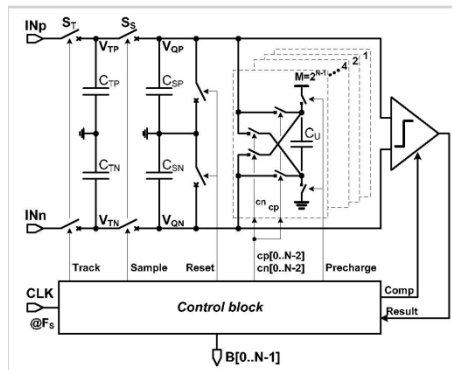 INp
S_T
S_S
V_TP
V_QP
C_TP
C_SP
M=2^N-1
4
2
1
C_U
C_TN
C_SN
cn
cp
INn
V_TN
V_QN
Track
Sample
Reset
cp[0..N-2]
cn[0..N-2]
Precharge
Comp
CLK
@F_S
Control block
Result
B[0..N-1]